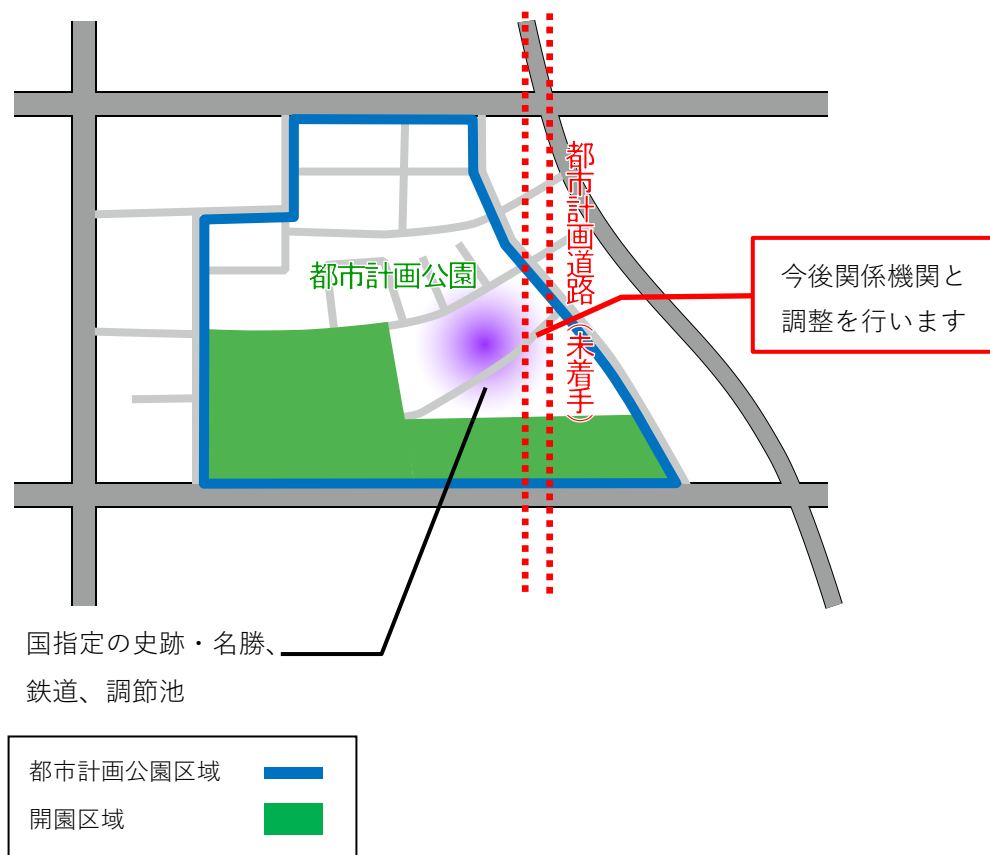 都市計画道路（未着手）
都市計画公園
今後関係機関と
調整を行います
国指定の史跡・名勝、
鉄道、調節池
都市計画公園区域
開園区域